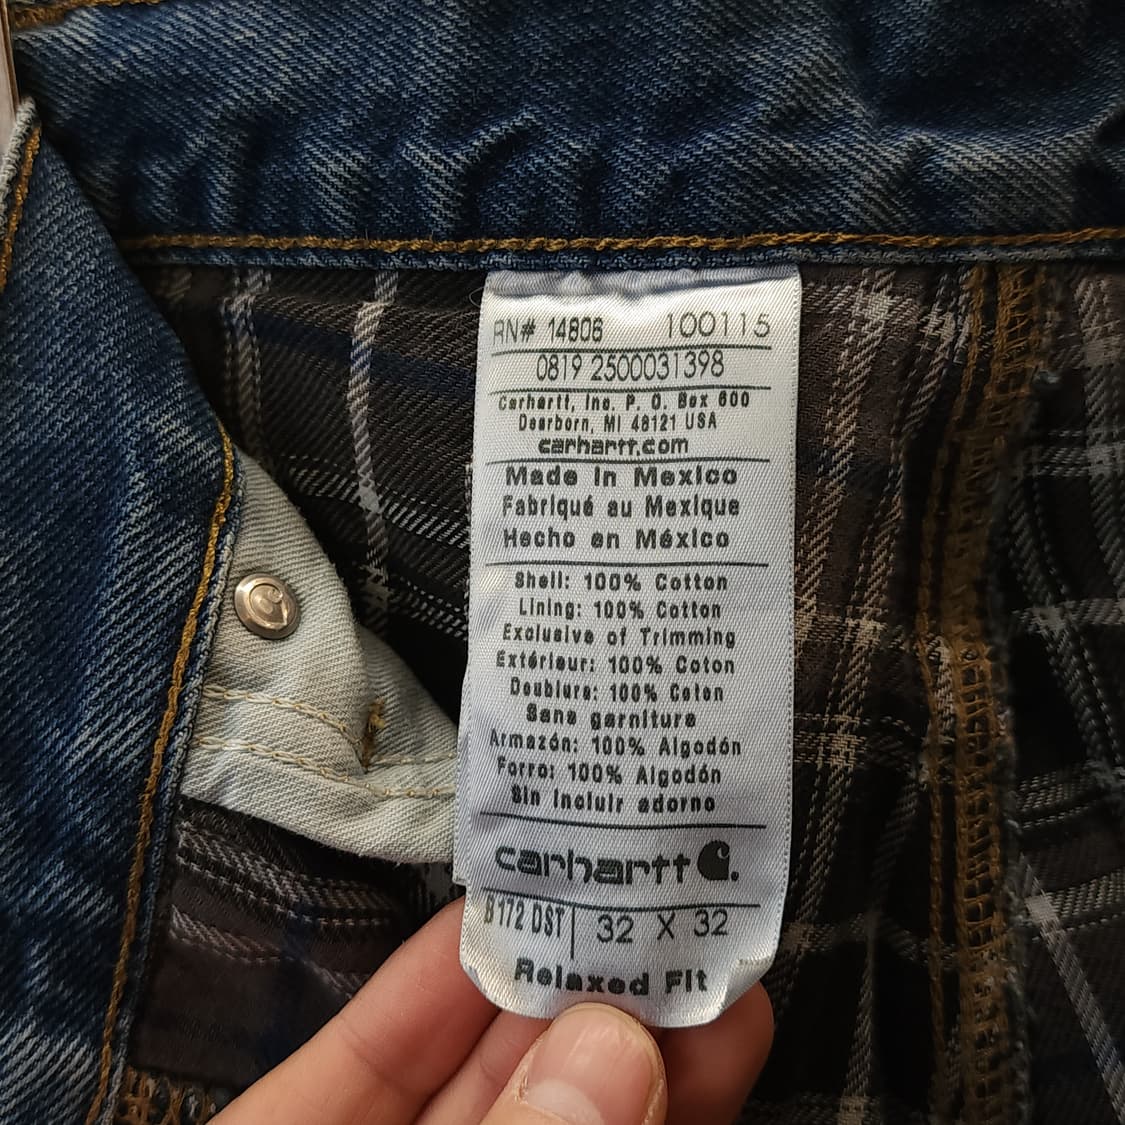 RN# 14806 100115
0819 2500031398
Carhartt, Inc. P. O. Box 600
Dearborn, MI 48121 USA
carhartt.com
Made in Mexico
Fabriqué au Mexique
Hecho en México
Shell: 100% Cotton
Lining: 100% Cotton
Exclusive of Trimming
Extérieur: 100% Coton
Doublure: 100% Coton
Sans garniture
Armazón: 100% Algodón
Forro: 100% Algodón
Sin incluir adorno
carhartt
B172 DST 32 X 32
Relaxed Fit